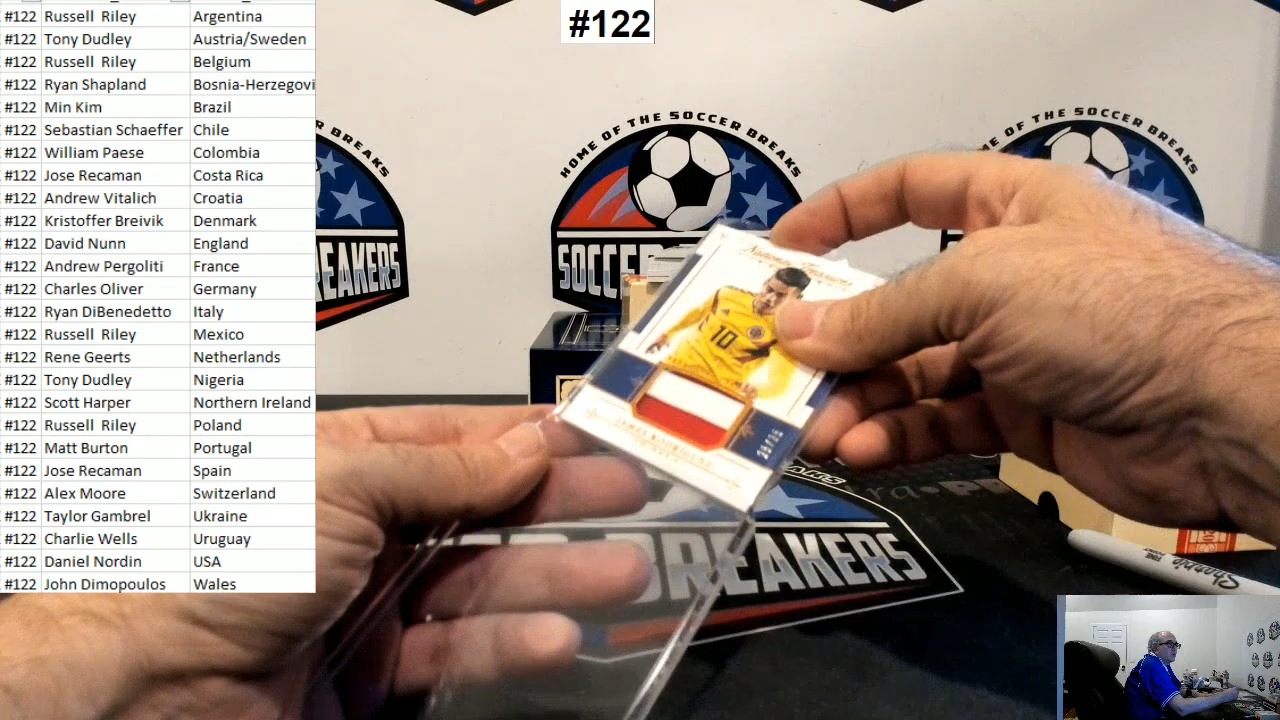 #122
#122 Russell Riley Argentina
#122 Tony Dudley Austria/Sweden
#122 Russell Riley Belgium
#122 Ryan Shapland Bosnia-Herzegovi
#122 Min Kim Brazil
#122 Sebastian Schaeffer Chile
#122 William Paese Colombia
#122 Jose Recaman Costa Rica
#122 Andrew Vitalich Croatia
#122 Kristoffer Breivik Denmark
#122 David Nunn England
#122 Andrew Pergoliti France
#122 Charles Oliver Germany
#122 Ryan DiBenedetto Italy
#122 Russell Riley Mexico
#122 Rene Geerts Netherlands
#122 Tony Dudley Nigeria
#122 Scott Harper Northern Ireland
#122 Russell Riley Poland
#122 Matt Burton Portugal
#122 Jose Recaman Spain
#122 Alex Moore Switzerland
#122 Taylor Gambrel Ukraine
#122 Charlie Wells Uruguay
#122 Daniel Nordin USA
#122 John Dimopoulos Wales
R BREAKS
EAKERS
HOME OF THE SOCCER BREAKS
SOCC
OF THE SOCCER BREAKS
National Treasures
10
BREAKERS
Sharpie